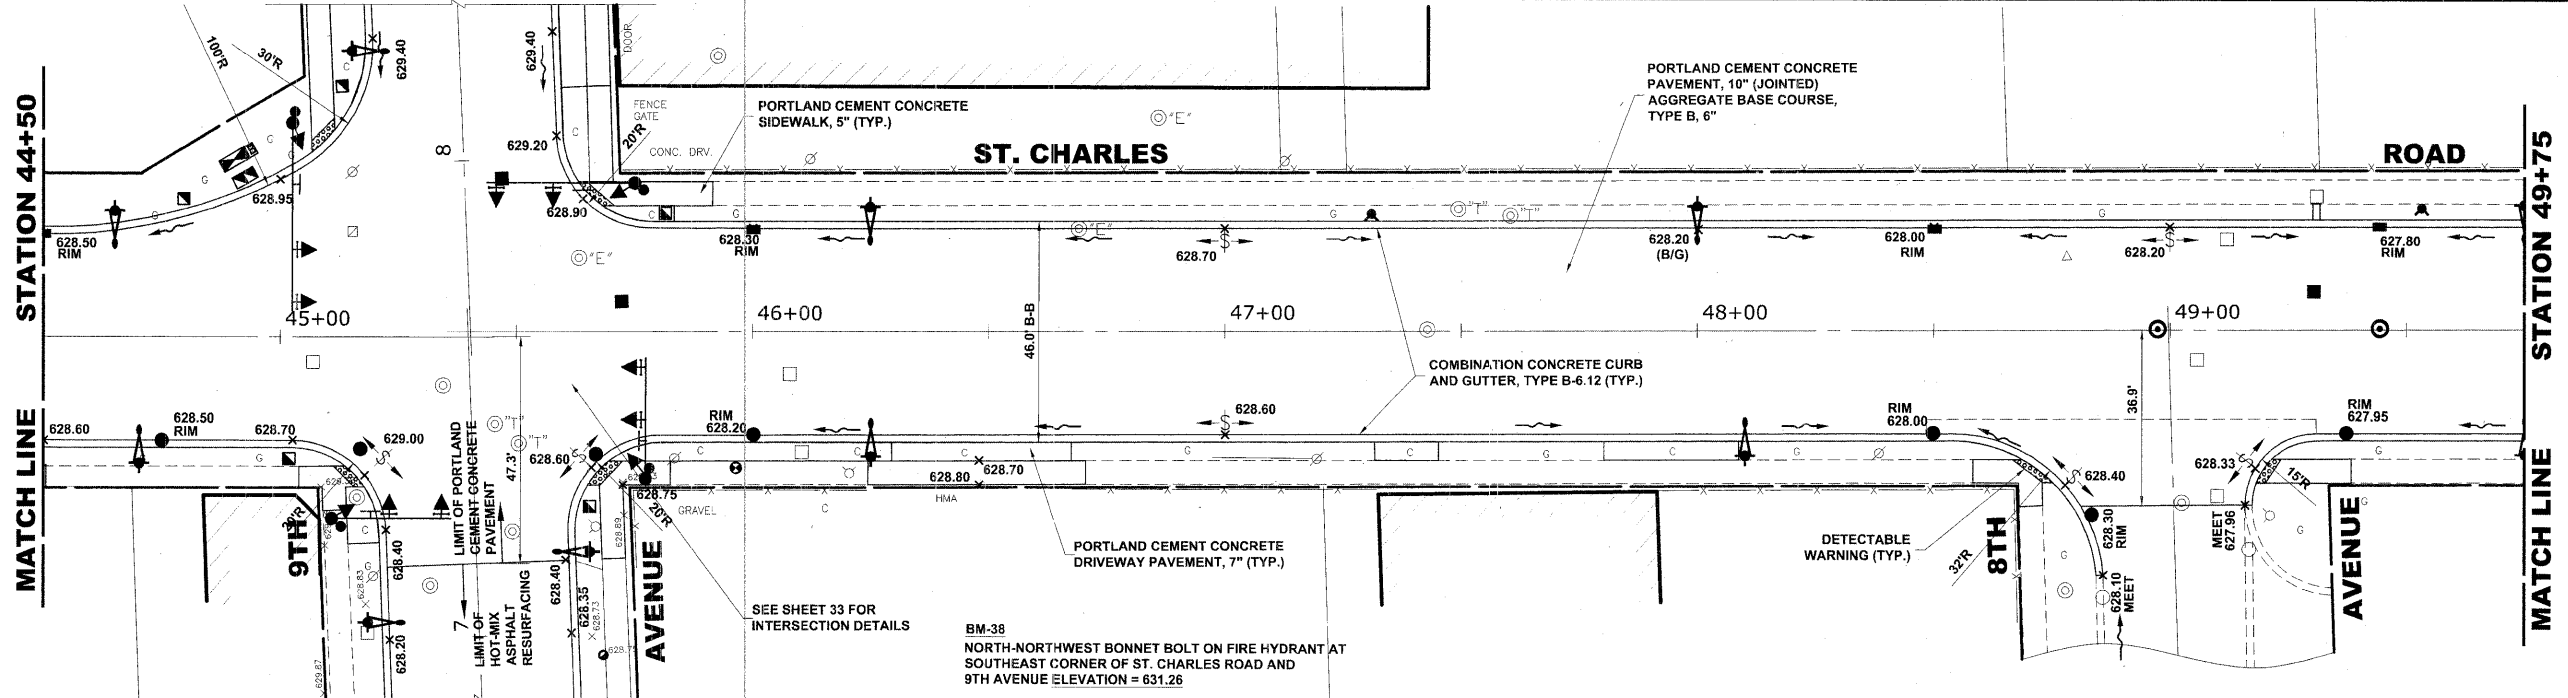 100'R
30'R
629.40
629.40
DOOR
FENCE
GATE
20'R
CONC. DRV.
PORTLAND CEMENT CONCRETE
SIDEWALK, 5" (TYP.)
"E"
PORTLAND CEMENT CONCRETE
PAVEMENT, 10" (JOINTED)
AGGREGATE BASE COURSE,
TYPE B, 6"
ST. CHARLES
ROAD
STATION 44+50
STATION 49+75
8
629.20
628.95
628.90
C
C
C
G
G
G
G
G
G
G
628.50
RIM
628.30
RIM
"E"
"E"
"T"
"T"
628.70
628.20
(B/G)
628.00
RIM
628.20
627.80
RIM
45+00
46+00
47+00
48+00
49+00
46.0' B-B
COMBINATION CONCRETE CURB
AND GUTTER, TYPE B-6.12 (TYP.)
36.9'
MATCH LINE
MATCH LINE
628.60
628.50
RIM
628.70
629.00
"T"
"T"
47.3'
LIMIT OF PORTLAND
CEMENT CONCRETE
PAVEMENT
628.60
RIM
628.20
628.60
RIM
628.00
RIM
627.95
628.80
628.70
628.75
HMA
GRAVEL
20'R
628.40
628.33
15'R
9TH
AVENUE
8TH
AVENUE
628.40
628.20
628.83
629.87
7
LIMIT OF
HOT-MIX
ASPHALT
RESURFACING
628.40
628.35
628.73
628.89
SEE SHEET 33 FOR
INTERSECTION DETAILS
PORTLAND CEMENT CONCRETE
DRIVEWAY PAVEMENT, 7" (TYP.)
DETECTABLE
WARNING (TYP.)
32'R
628.30
RIM
628.10
MEET
MEET
627.96
BM-38
NORTH-NORTHWEST BONNET BOLT ON FIRE HYDRANT AT
SOUTHEAST CORNER OF ST. CHARLES ROAD AND
9TH AVENUE ELEVATION = 631.26